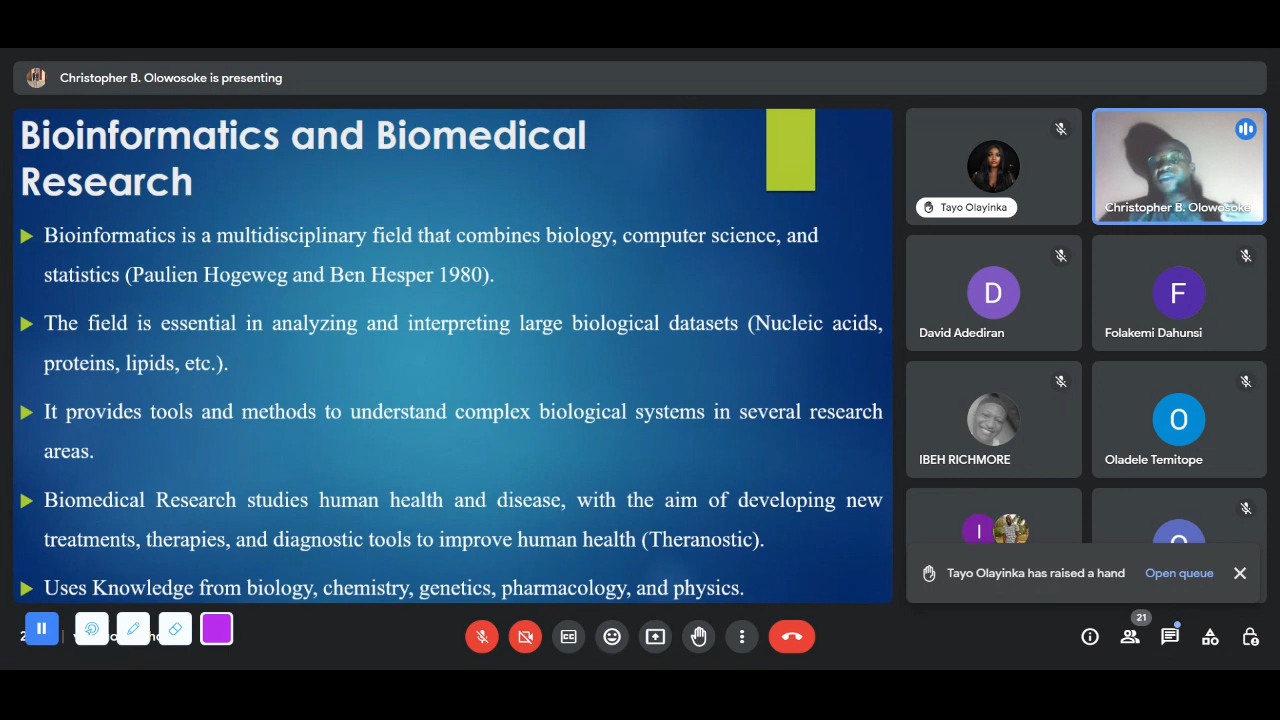 Christopher B. Olowosoke is presenting
Bioinformatics and Biomedical
Research
Bioinformatics is a multidisciplinary field that combines biology, computer science, and
statistics (Paulien Hogeweg and Ben Hesper 1980).
The field is essential in analyzing and interpreting large biological datasets (Nucleic acids,
proteins, lipids, etc.).
It provides tools and methods to understand complex biological systems in several research
areas.
Biomedical Research studies human health and disease, with the aim of developing new
treatments, therapies, and diagnostic tools to improve human health (Theranostic).
Uses Knowledge from biology, chemistry, genetics, pharmacology, and physics.
Tayo Olayinka
Christopher B. Olowosoke
D
David Adediran
F
Folakemi Dahunsi
IBEH RICHMORE
O
Oladele Temitope
I
Tayo Olayinka has raised a hand
Open queue
21